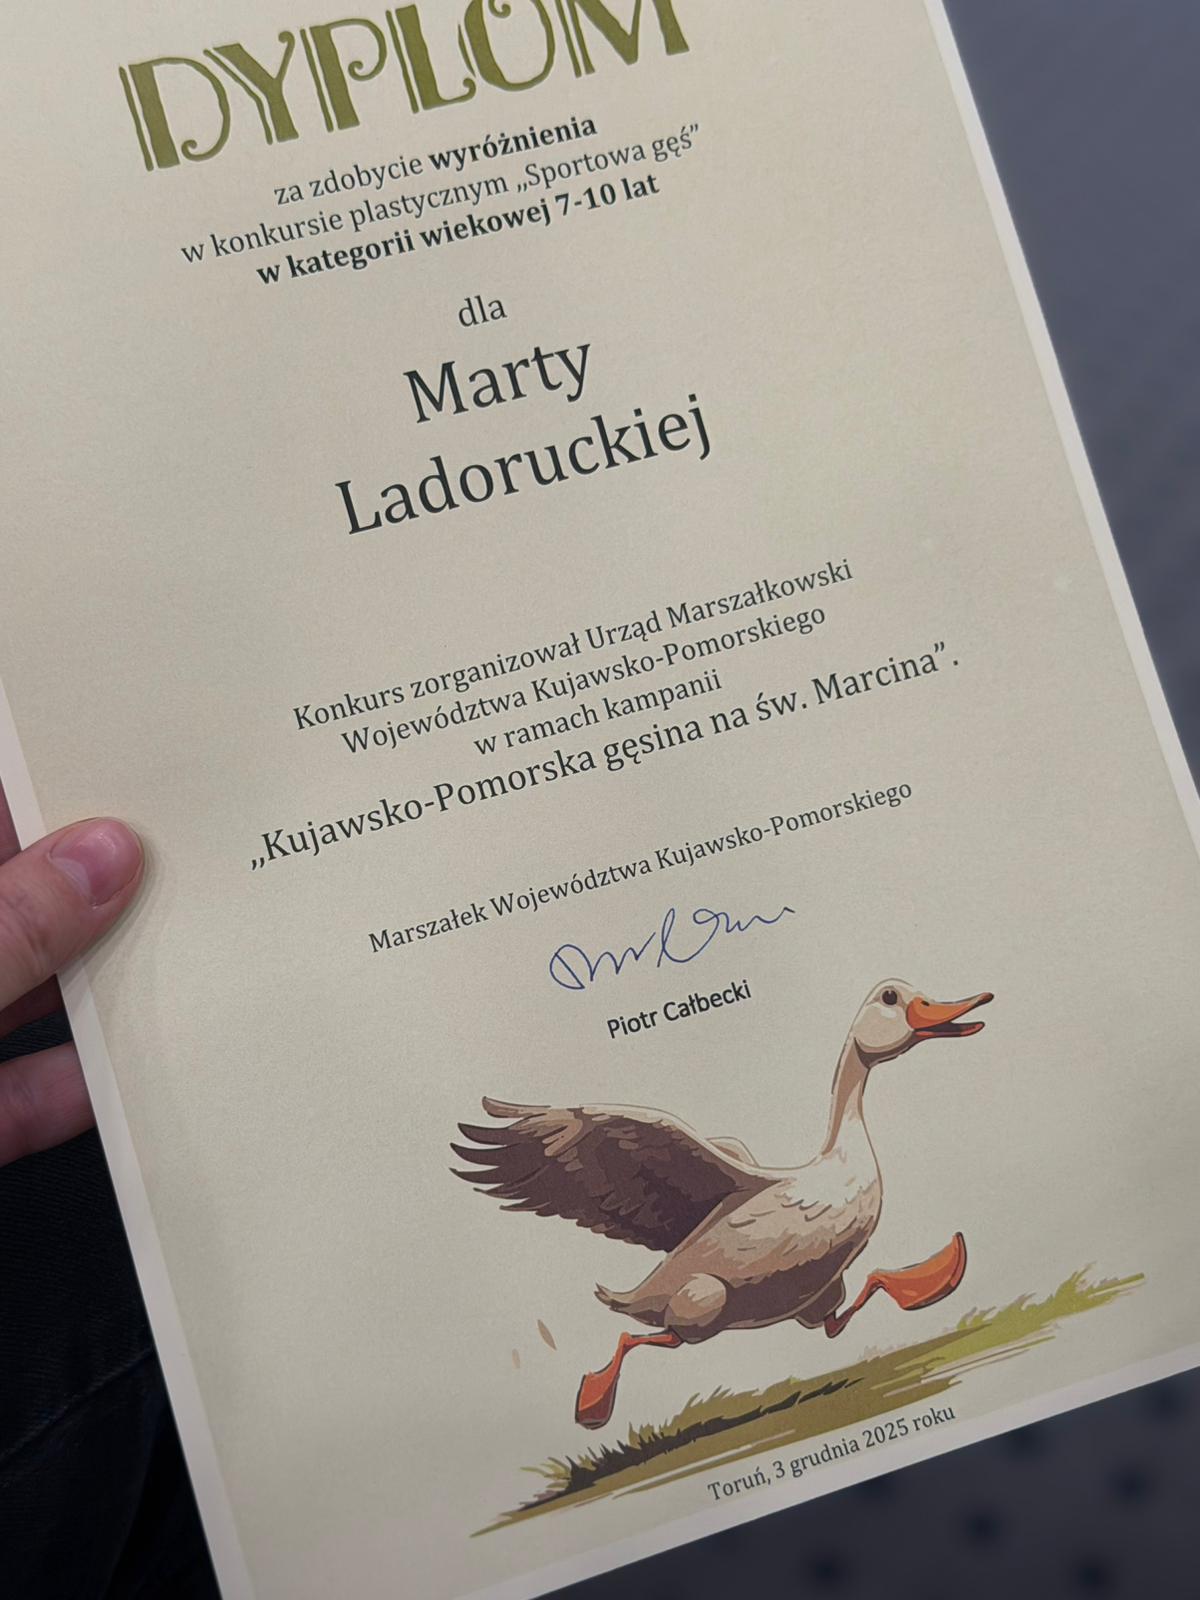 DYPLOM
za zdobycie wyróżnienia
w konkursie plastycznym „Sportowa gęś”
w kategorii wiekowej 7-10 lat
dla
Marty
Ladoruckiej
Konkurs zorganizował Urząd Marszałkowski
Województwa Kujawsko-Pomorskiego
w ramach kampanii
„Kujawsko-Pomorska gęsina na św. Marcina”.
Marszałek Województwa Kujawsko-Pomorskiego
Piotr Całbecki
Toruń, 3 grudnia 2025 roku